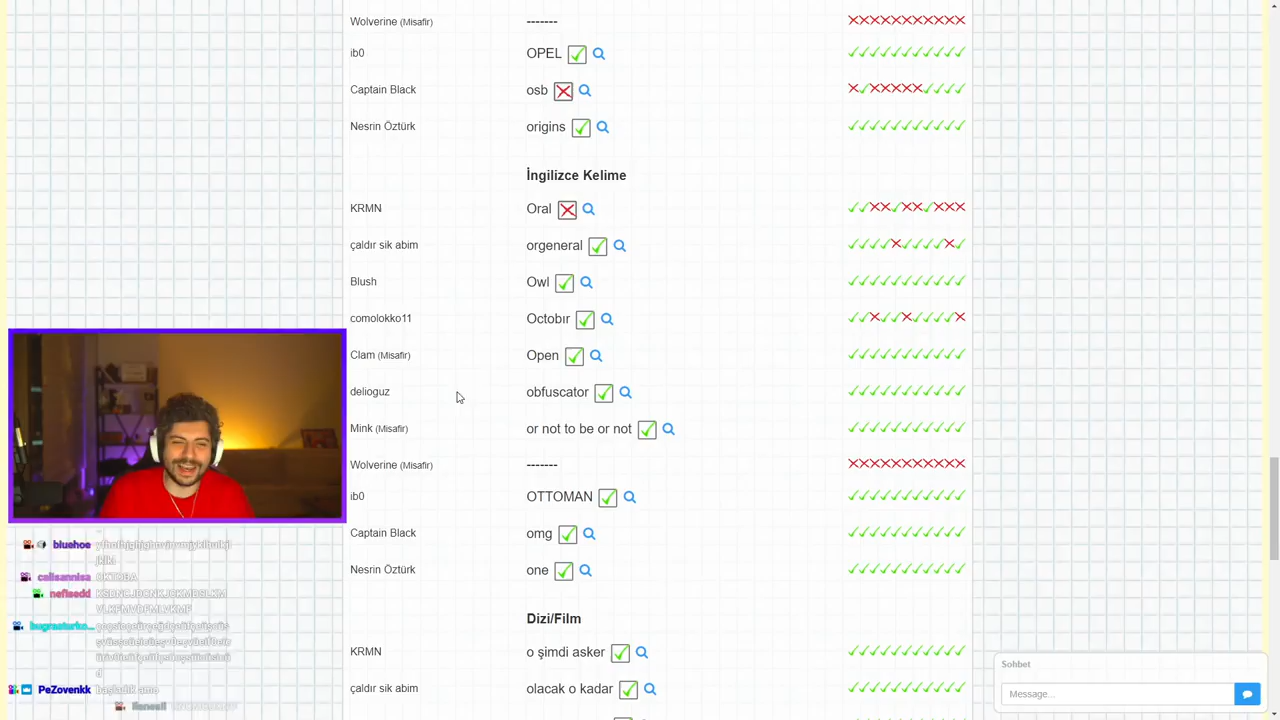 Wolverine (Misafir) -------
ib0 OPEL
Captain Black osb
Nesrin Öztürk origins
İngilizce Kelime
KRMN Oral
çaldır sik abim orgeneral
Blush Owl
comolokko11 Octobır
Clam (Misafir) Open
delioguz obfuscator
Mink (Misafir) or not to be or not
Wolverine (Misafir) -------
ib0 OTTOMAN
Captain Black omg
Nesrin Öztürk one
Dizi/Film
KRMN o şimdi asker
çaldır sik abim olacak o kadar
bluehoe
calisannisa OKTOBA
nefisedd
PeZovenkk başladık amo
Sohbet
Message...